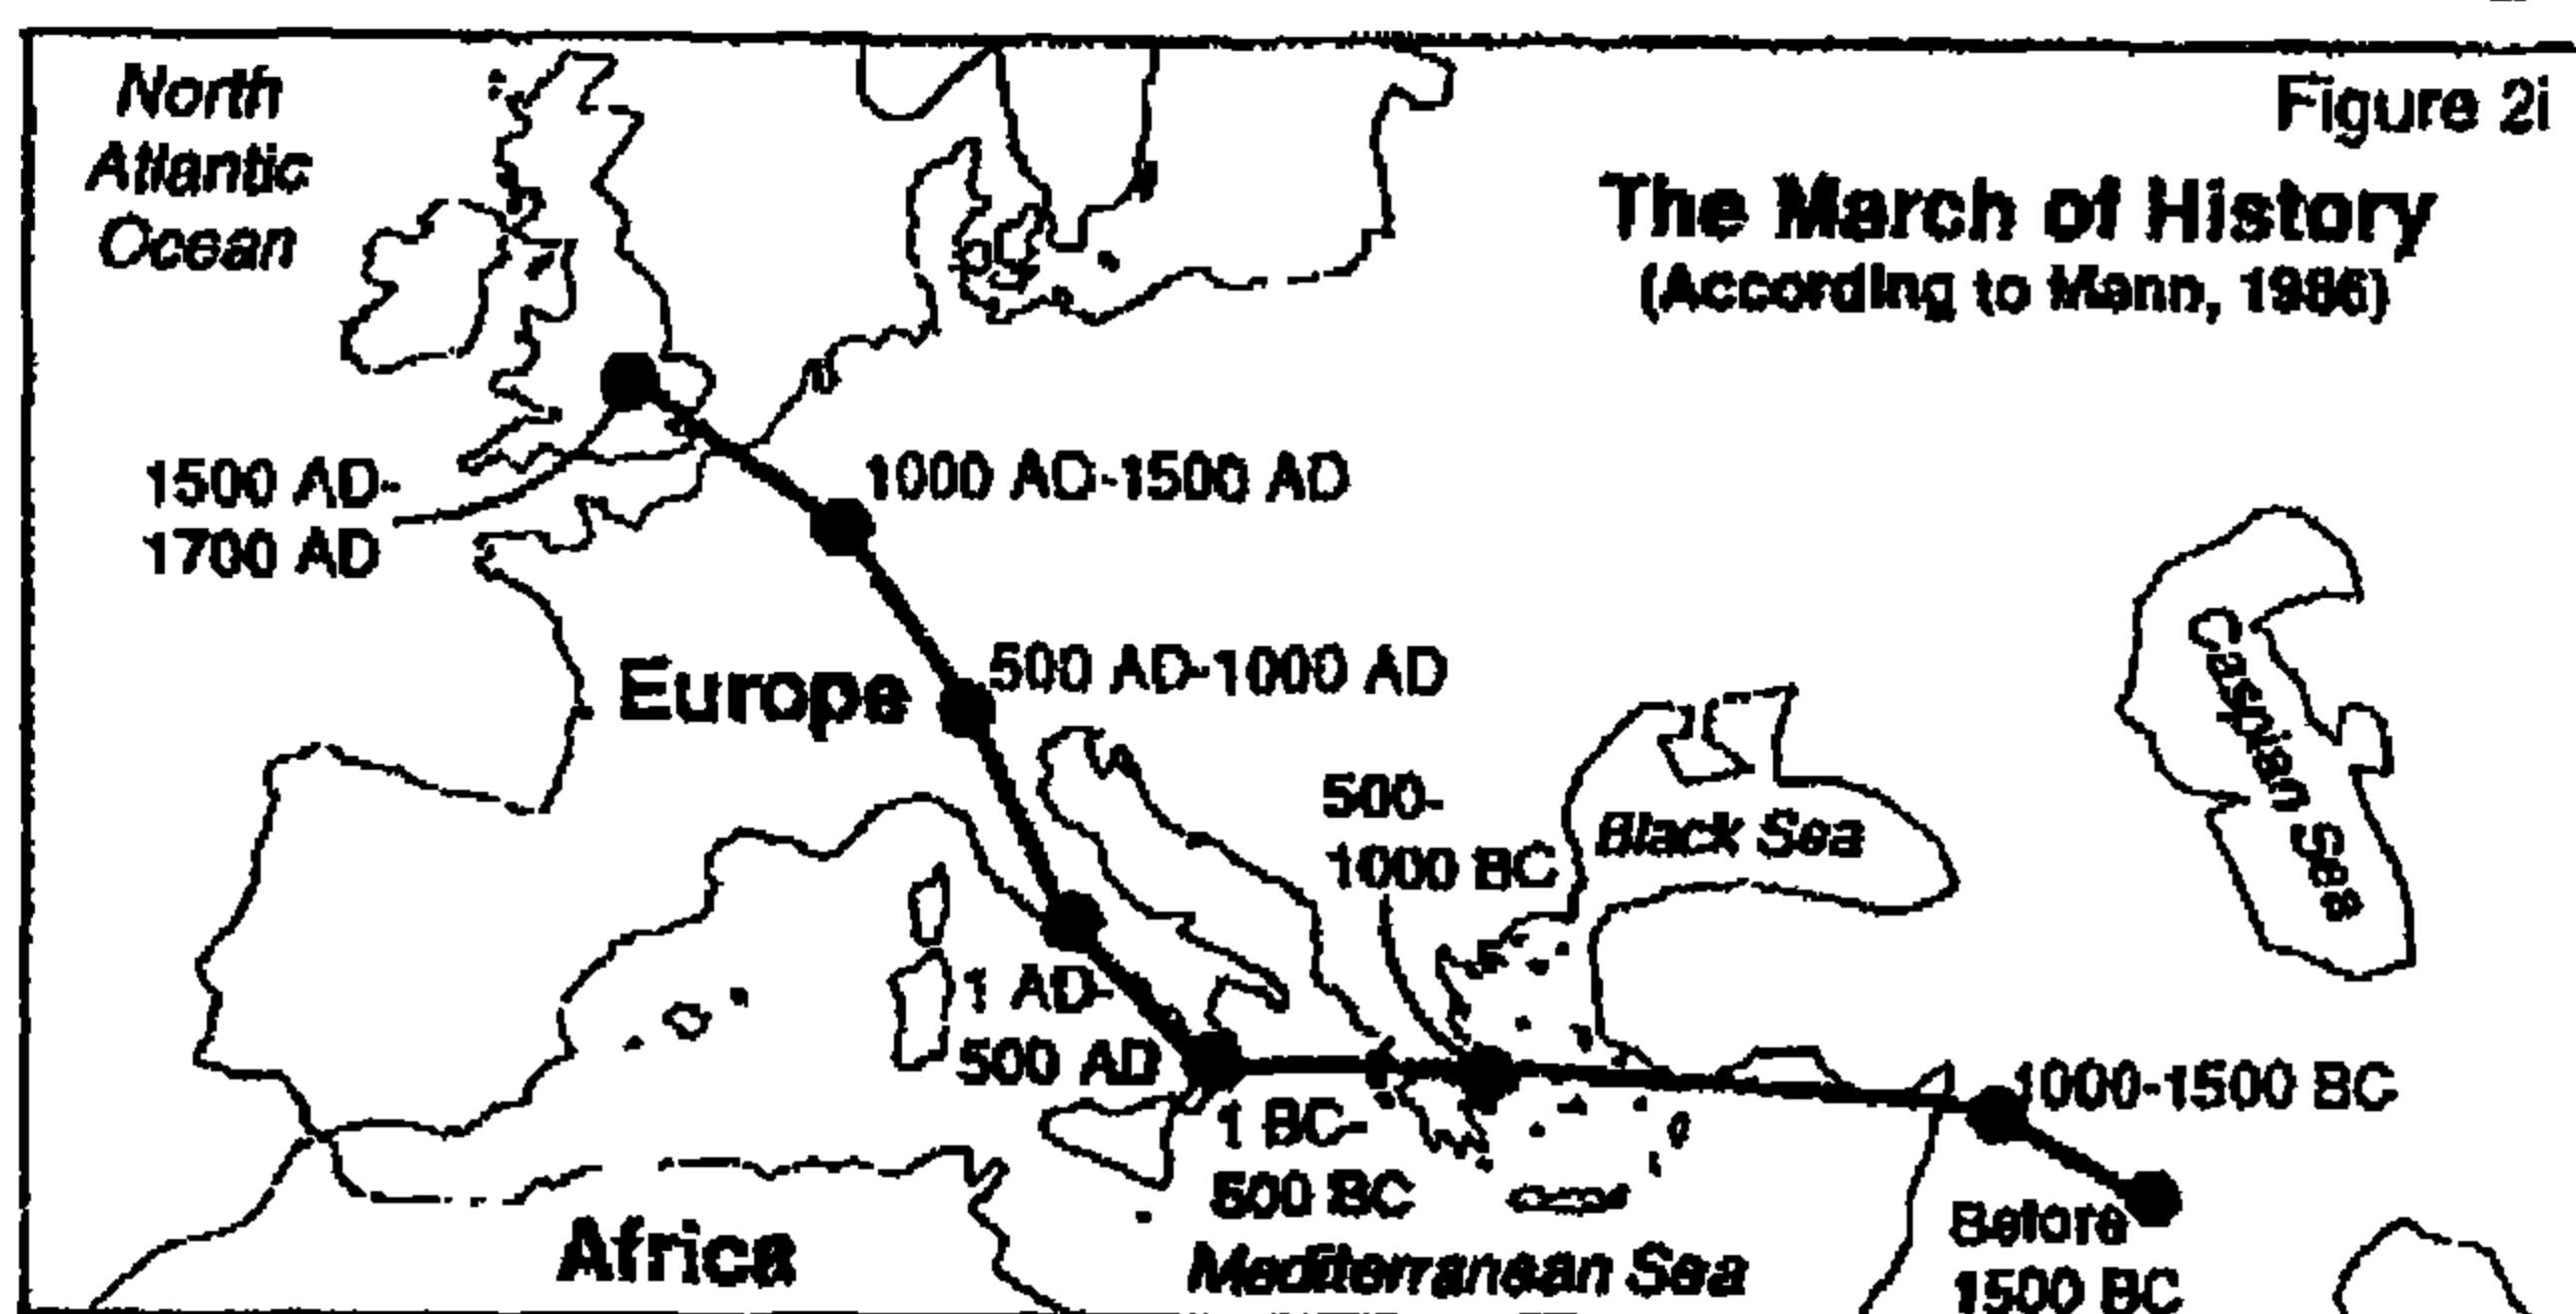 North
Atlantic
Ocean
Figure 2i
The March of History
(According to Mann, 1986)
1500 AD-
1700 AD
1000 AD-1500 AD
500 AD-1000 AD
Europe
Caspian Sea
500-
1000 BC
Black Sea
1 AD-
500 AD
1000-1500 BC
1 BC-
500 BC
Before
1500 BC
Africa
Mediterranean Sea